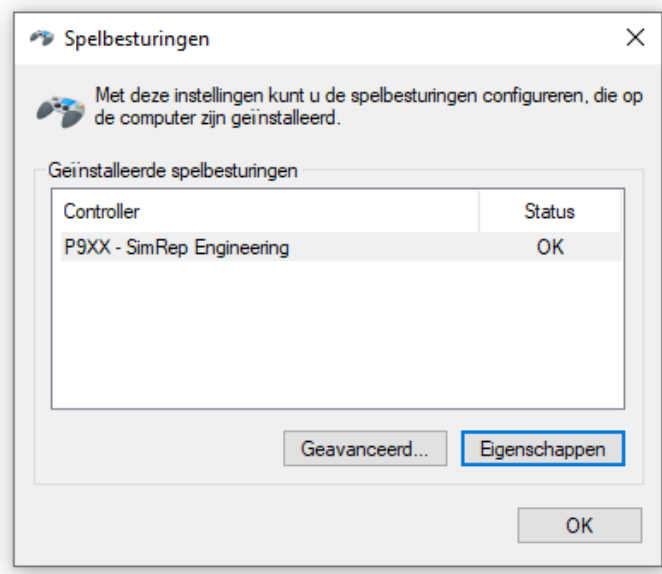 Spelbesturingen
Met deze instellingen kunt u de spelbesturingen configureren, die op
de computer zijn geïnstalleerd.
Geïnstalleerde spelbesturingen
Controller Status
P9XX - SimRep Engineering OK
Geavanceerd... Eigenschappen
OK